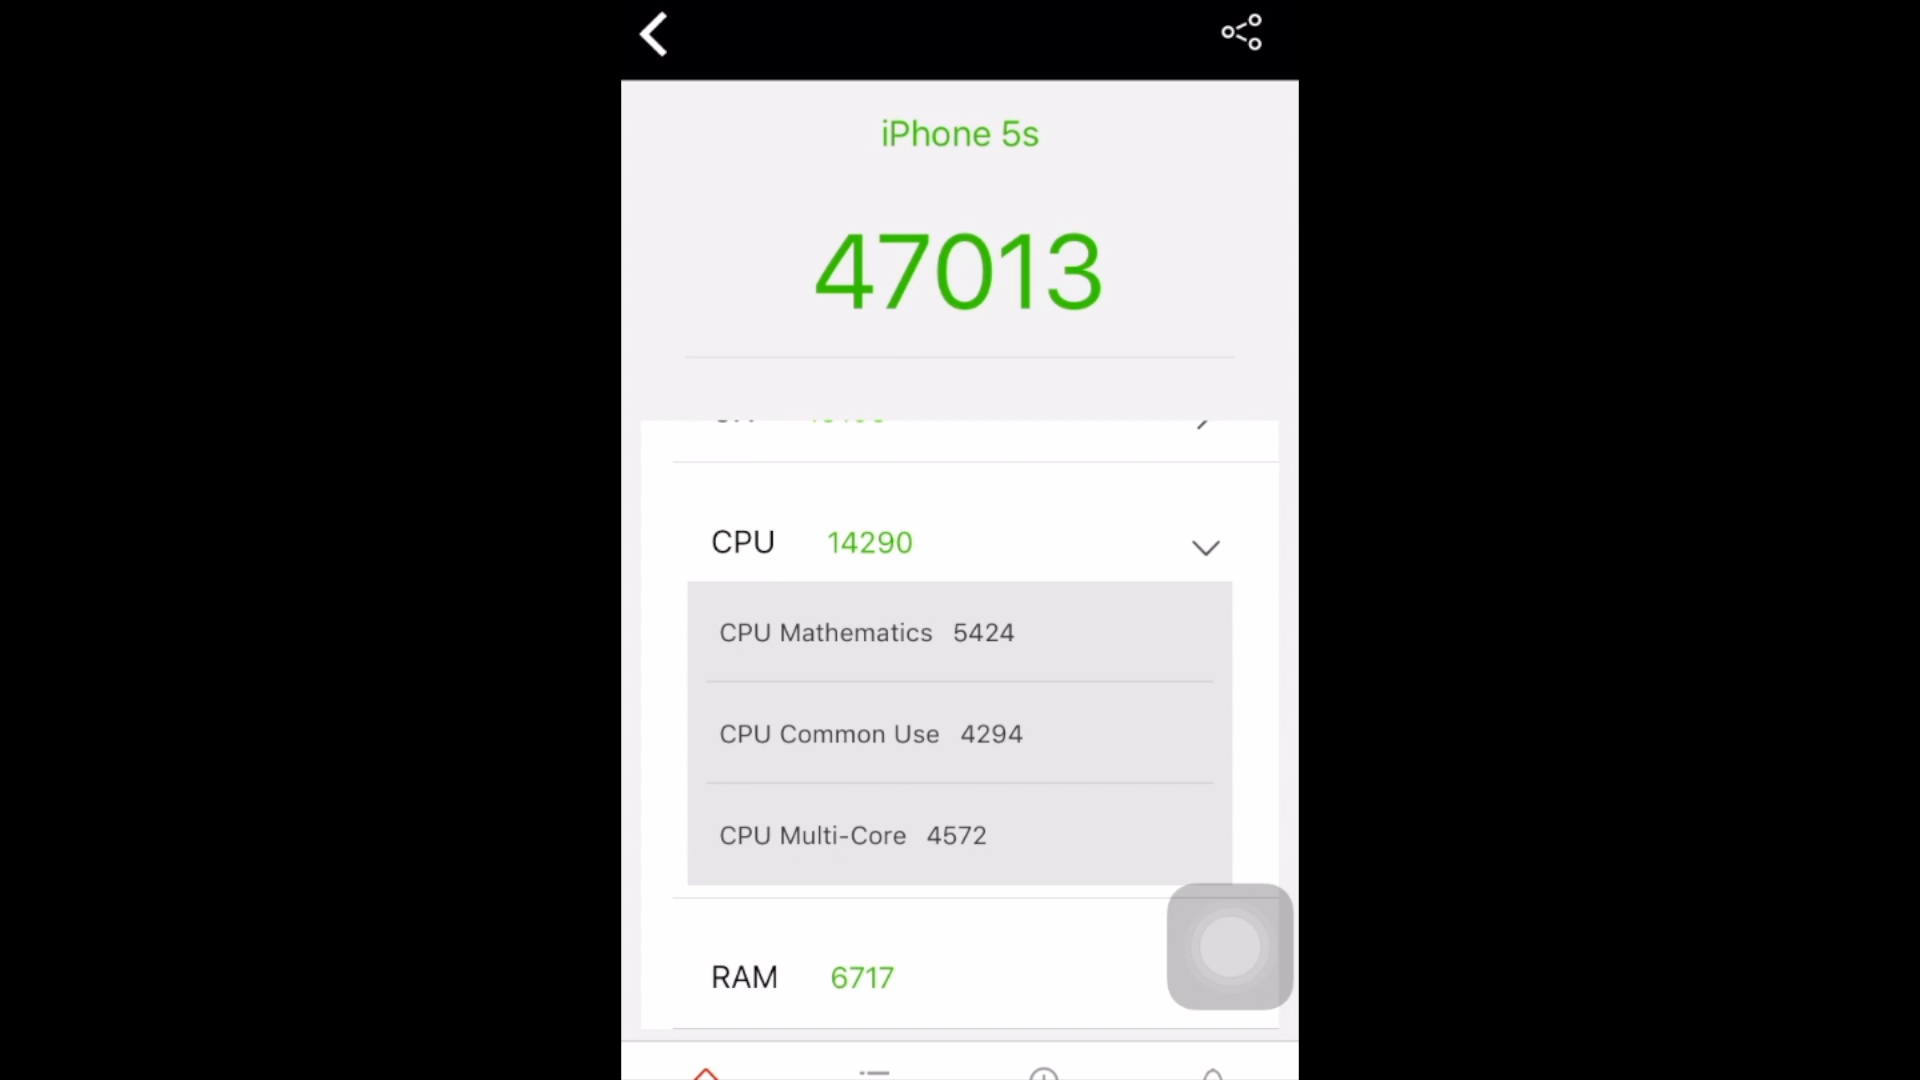 iPhone 5s
47013
CPU 14290
CPU Mathematics 5424
CPU Common Use 4294
CPU Multi-Core 4572
RAM 6717